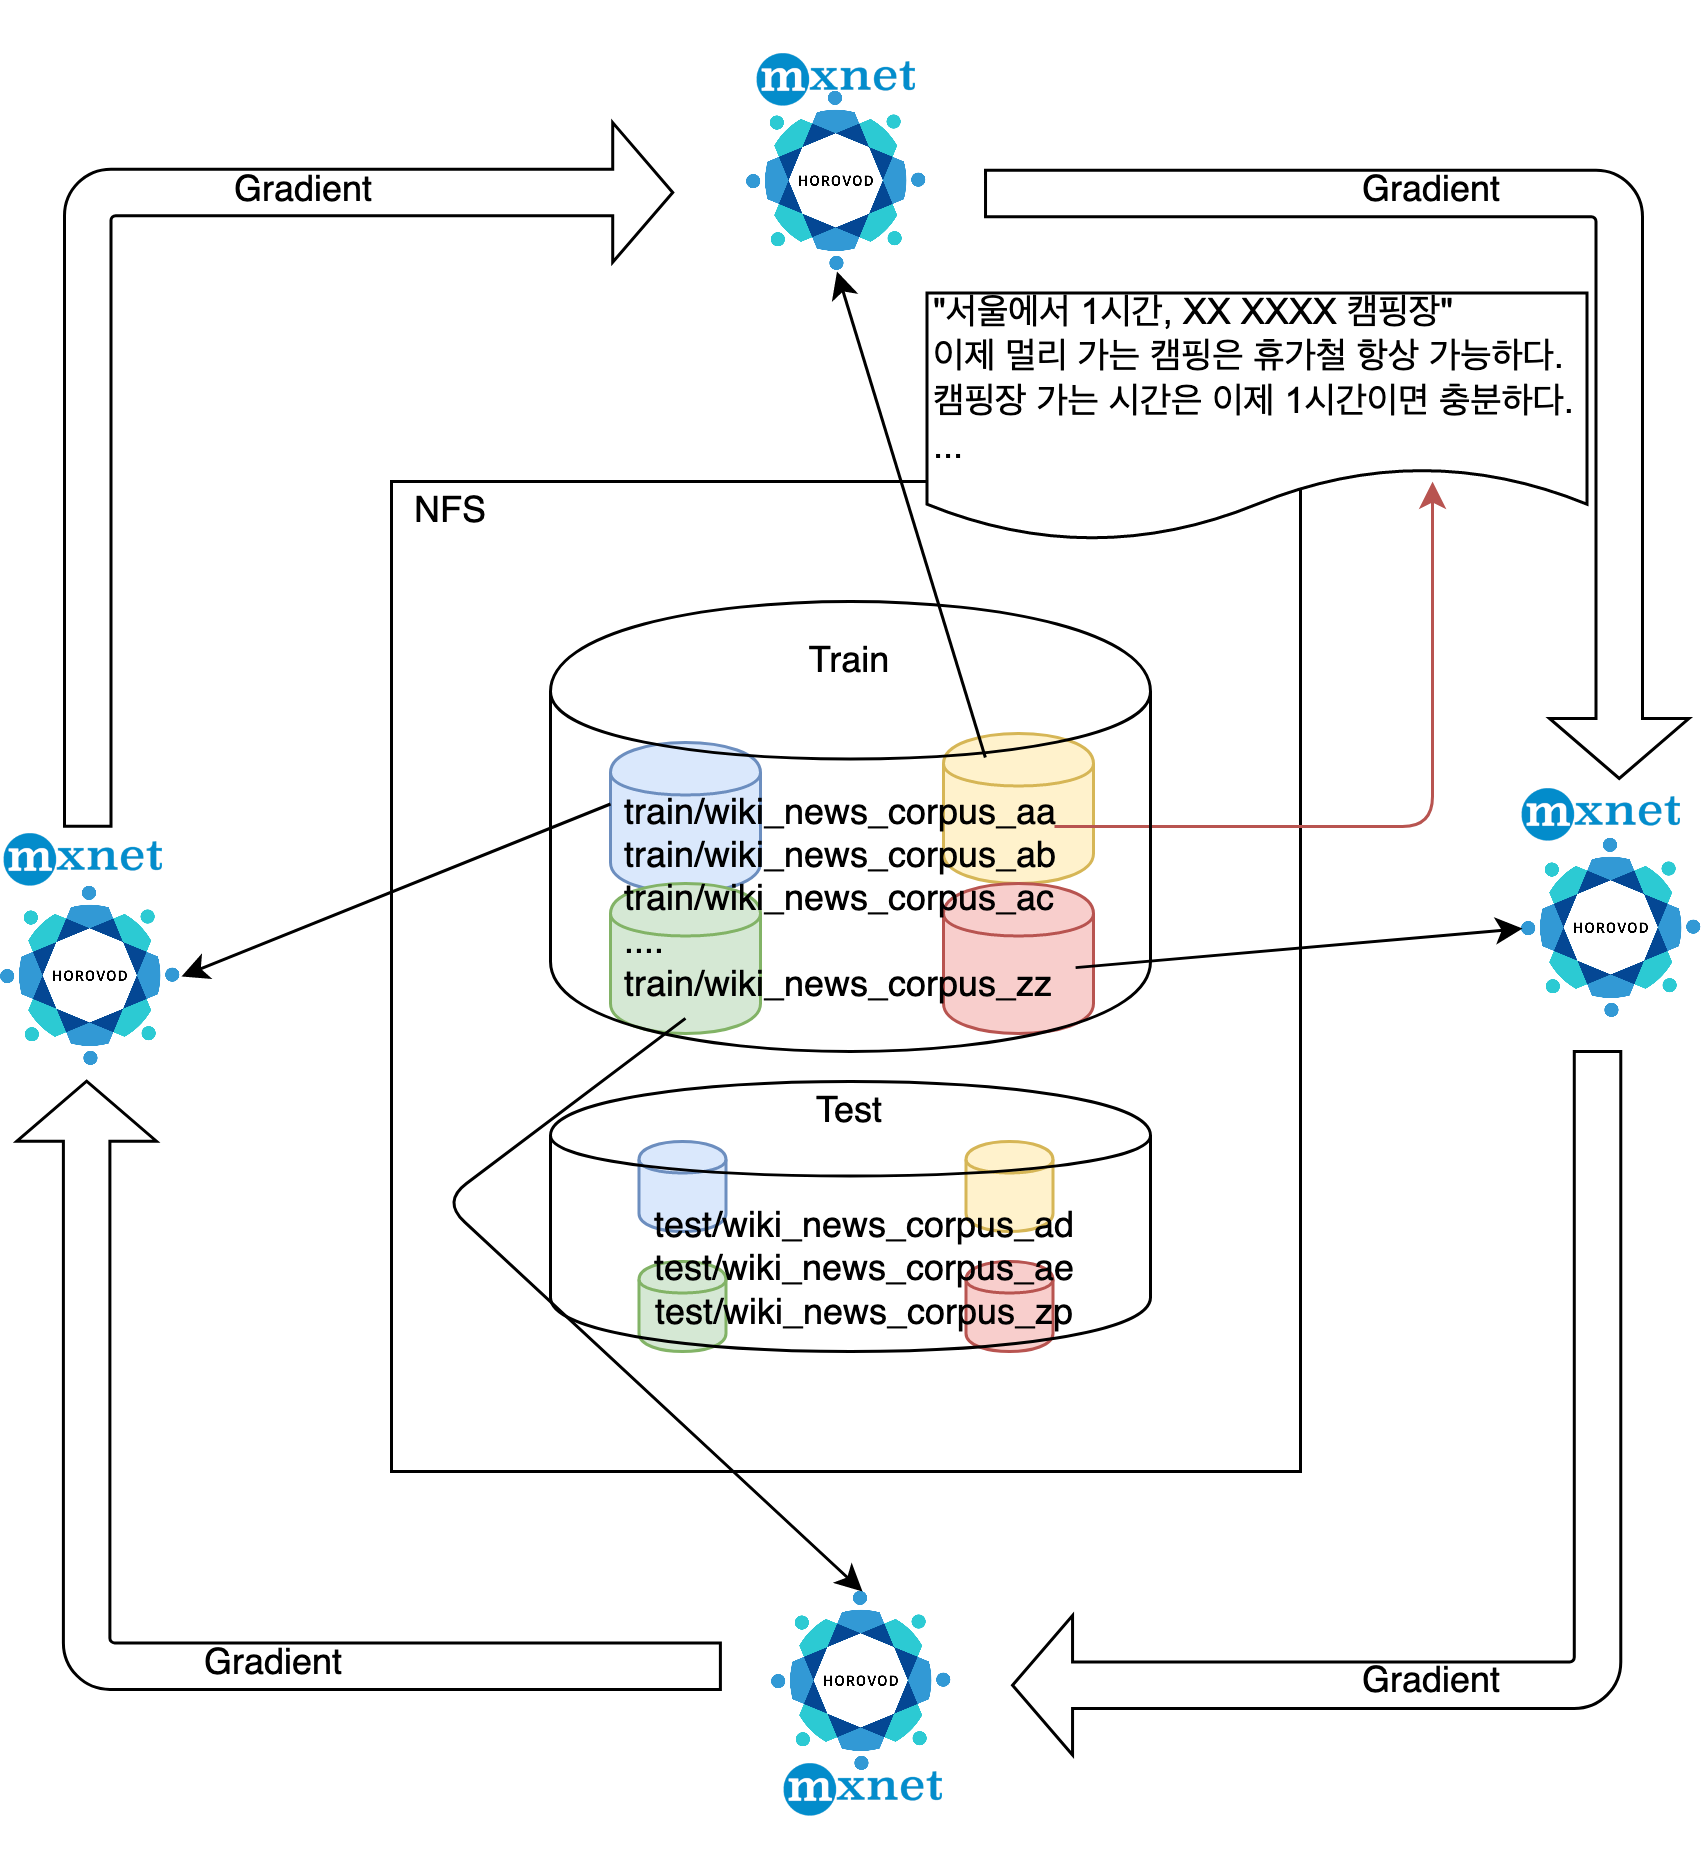 mxnet
HOROVOD
Gradient
Gradient
"서울에서 1시간, XX XXXX 캠핑장"
이제 멀리 가는 캠핑은 휴가철 항상 가능하다.
캠핑장 가는 시간은 이제 1시간이면 충분하다.
...
NFS
Train
train/wiki_news_corpus_aa
train/wiki_news_corpus_ab
train/wiki_news_corpus_ac
....
train/wiki_news_corpus_zz
mxnet
HOROVOD
mxnet
HOROVOD
Test
test/wiki_news_corpus_ad
test/wiki_news_corpus_ae
test/wiki_news_corpus_zp
Gradient
Gradient
HOROVOD
mxnet